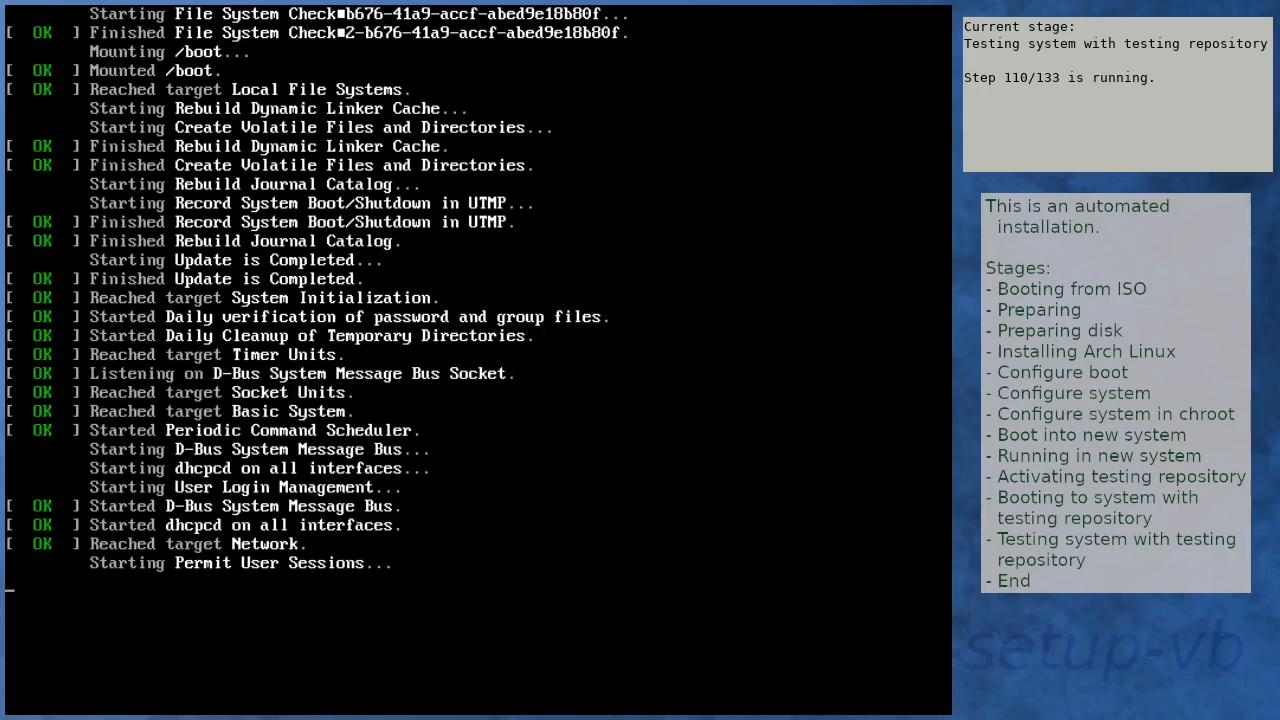 Starting File System Check■b676-41a9-accf-abed9e18b80f...
[  OK  ] Finished File System Check■2-b676-41a9-accf-abed9e18b80f.
Mounting /boot...
[  OK  ] Mounted /boot.
[  OK  ] Reached target Local File Systems.
Starting Rebuild Dynamic Linker Cache...
Starting Create Volatile Files and Directories...
[  OK  ] Finished Rebuild Dynamic Linker Cache.
[  OK  ] Finished Create Volatile Files and Directories.
Starting Rebuild Journal Catalog...
Starting Record System Boot/Shutdown in UTMP...
[  OK  ] Finished Record System Boot/Shutdown in UTMP.
[  OK  ] Finished Rebuild Journal Catalog.
Starting Update is Completed...
[  OK  ] Finished Update is Completed.
[  OK  ] Reached target System Initialization.
[  OK  ] Started Daily verification of password and group files.
[  OK  ] Started Daily Cleanup of Temporary Directories.
[  OK  ] Reached target Timer Units.
[  OK  ] Listening on D-Bus System Message Bus Socket.
[  OK  ] Reached target Socket Units.
[  OK  ] Reached target Basic System.
[  OK  ] Started Periodic Command Scheduler.
Starting D-Bus System Message Bus...
Starting dhcpcd on all interfaces...
Starting User Login Management...
[  OK  ] Started D-Bus System Message Bus.
[  OK  ] Started dhcpcd on all interfaces.
[  OK  ] Reached target Network.
Starting Permit User Sessions...
_
Current stage:
Testing system with testing repository
Step 110/133 is running.
This is an automated
installation.
Stages:
- Booting from ISO
- Preparing
- Preparing disk
- Installing Arch Linux
- Configure boot
- Configure system
- Configure system in chroot
- Boot into new system
- Running in new system
- Activating testing repository
- Booting to system with
testing repository
- Testing system with testing
repository
- End
setup-vb